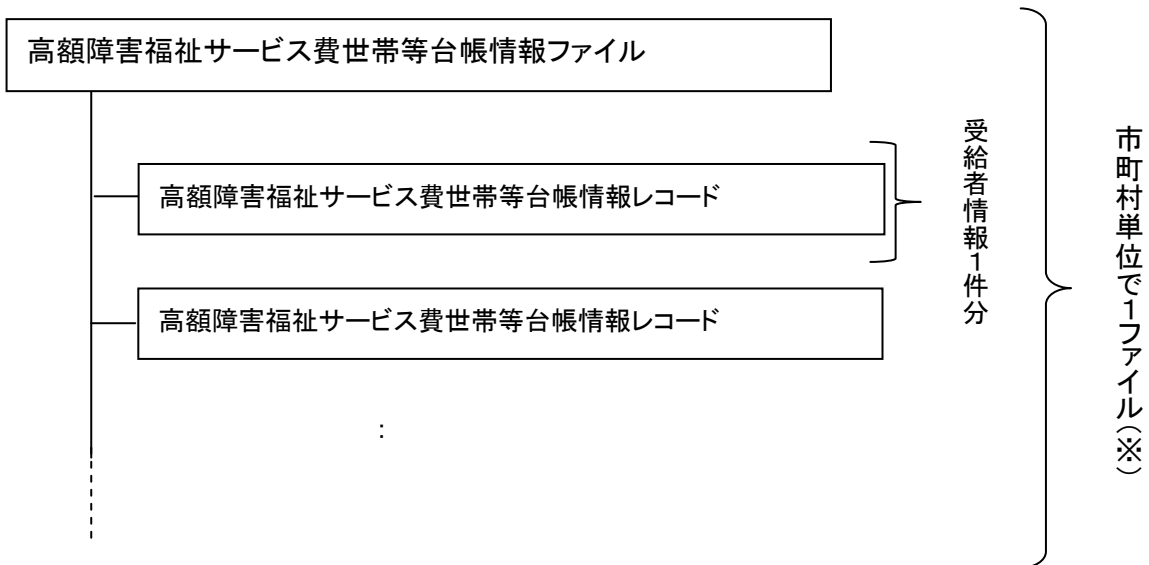 高額障害福祉サービス費世帯等台帳情報ファイル
高額障害福祉サービス費世帯等台帳情報レコード
高額障害福祉サービス費世帯等台帳情報レコード
:
受給者情報1件分
市町村単位で1ファイル(※)